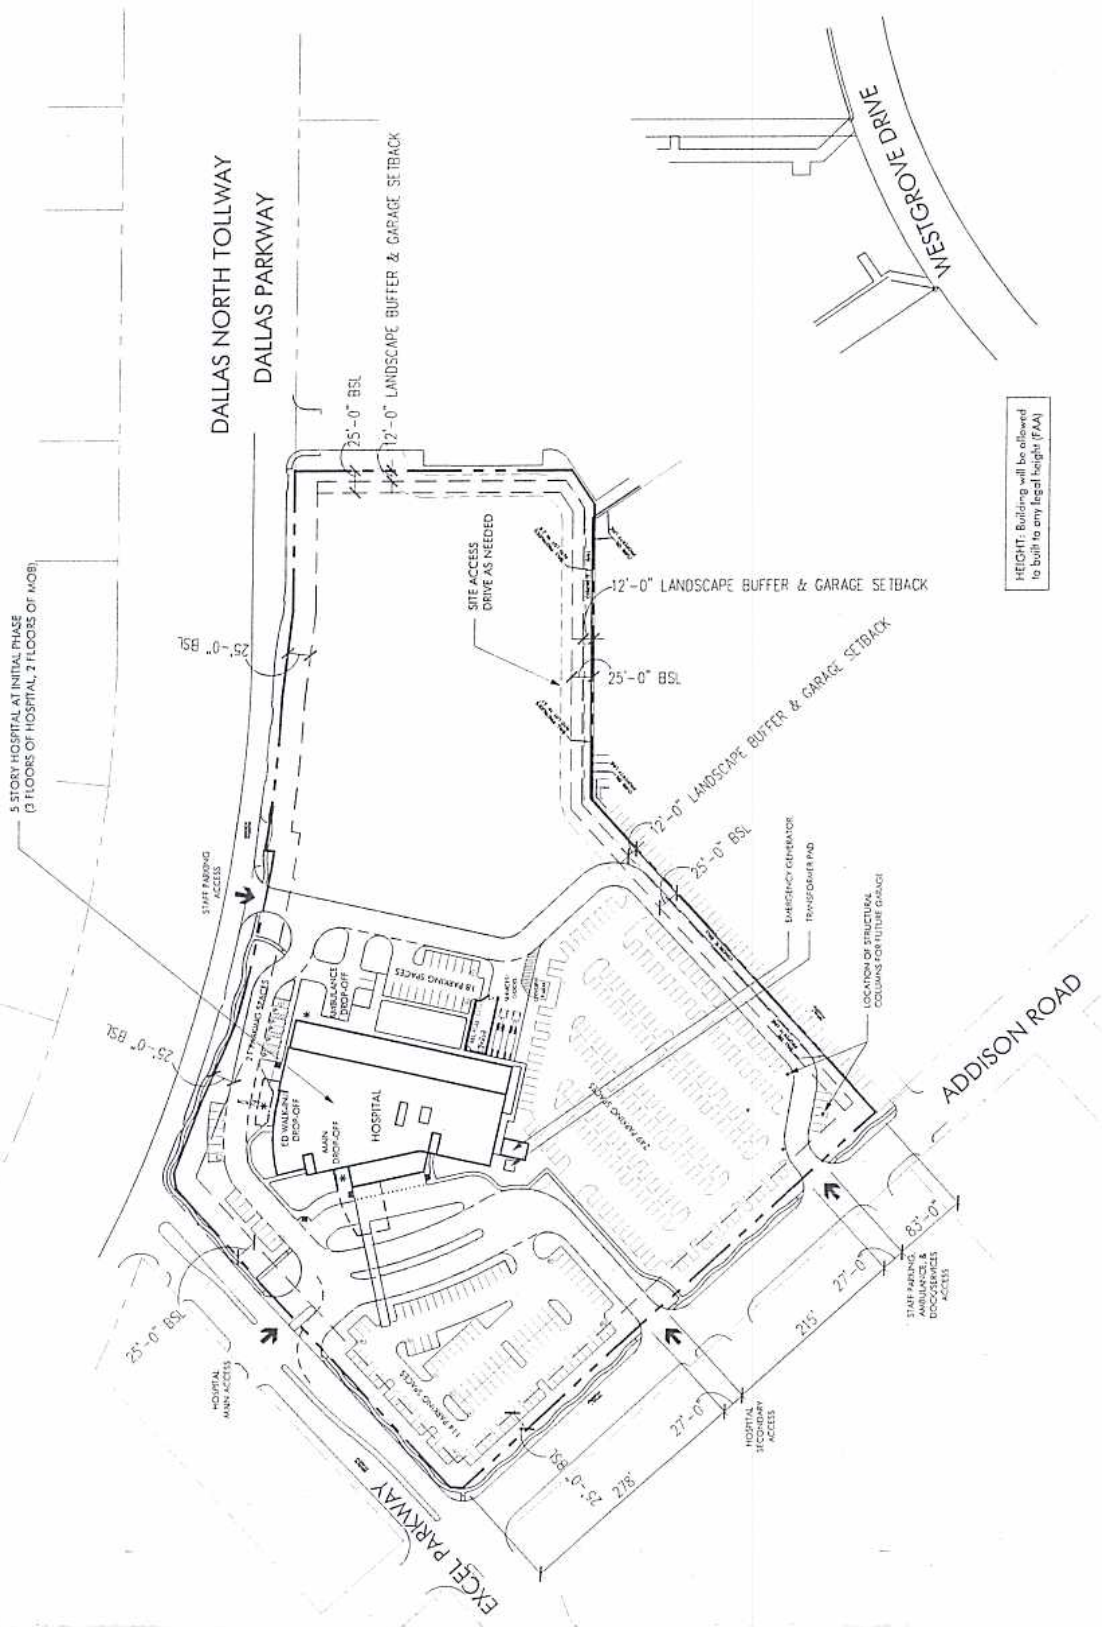 5 STORY HOSPITAL AT INITIAL PHASE
(3 FLOORS OF HOSPITAL, 2 FLOORS OF MOB)
DALLAS NORTH TOLLWAY
DALLAS PARKWAY
25'-0" BSL
12'-0" LANDSCAPE BUFFER & GARAGE SETBACK
WESTGROVE DRIVE
HEIGHT: Building will be allowed
to built to any legal height (FAA)
SITE ACCESS
DRIVE AS NEEDED
12'-0" LANDSCAPE BUFFER & GARAGE SETBACK
25'-0" BSL
25'-0" BSL
12'-0" LANDSCAPE BUFFER & GARAGE SETBACK
25'-0" BSL
STAFF PARKING
ACCESS
EMERGENCY GENERATOR
TRANSFORMER PAD
LOCATION OF STRUCTURAL
COLUMNS FOR FUTURE GARAGE
25'-0" BSL
PARKING SPACES
AMBULANCE
DROP-OFF
18 PARKING SPACES
ED WALK-IN
DROP-OFF
MAIN
DROP-OFF
HOSPITAL
249 PARKING SPACES
ADDISON ROAD
83'-0"
27'-0"
STAFF PARKING,
AMBULANCE, &
DOCK/SERVICES
ACCESS
215'
27'-0"
HOSPITAL
SECONDARY
ACCESS
278'
25'-0" BSL
114 PARKING SPACES
25'-0" BSL
HOSPITAL
MAIN ACCESS
EXCEL PARKWAY